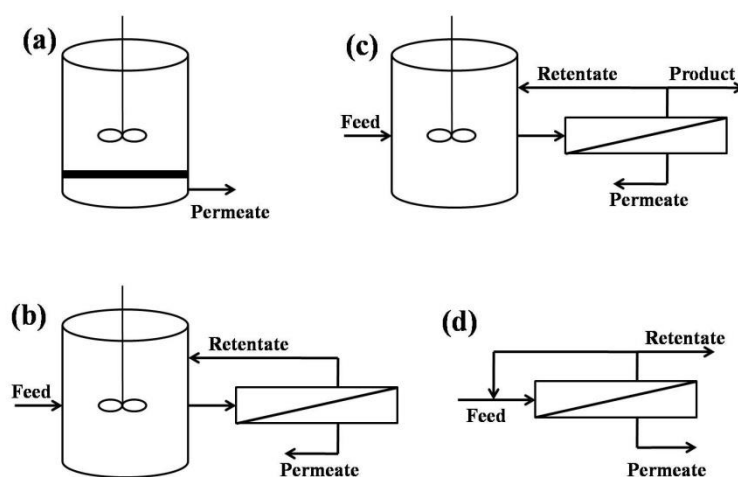 (a)
Permeate
(c)
Retentate Product
Feed
Permeate
(b)
Retentate
Feed
Permeate
(d)
Retentate
Feed
Permeate